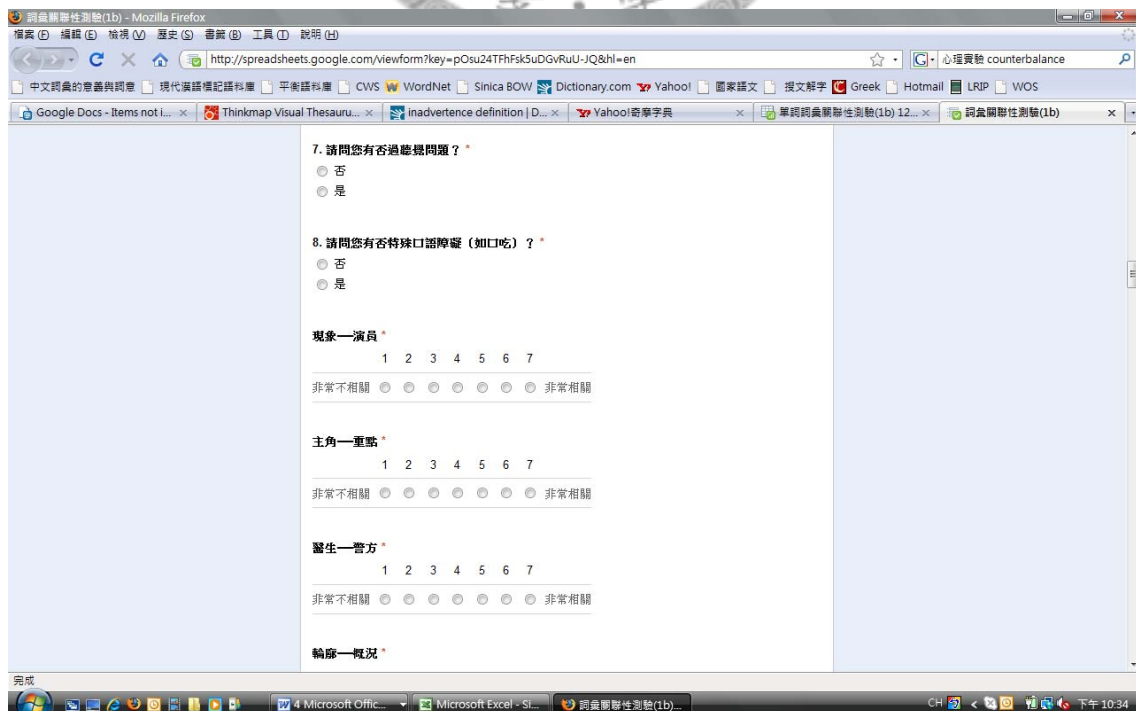 詞彙關聯性測驗(1b) - Mozilla Firefox
檔案(F) 編輯(E) 檢視(V) 歷史(S) 書籤(B) 工具(T) 說明(H)
http://spreadsheets.google.com/viewform?key=pOsu24TFhFsk5uDGvRuU-JQ&hl=en
心理實驗 counterbalance
中文詞彙的意義與詞意 現代漢語標記語料庫 平衡語料庫 CWS WordNet Sinica BOW Dictionary.com Yahoo! 國家語文 搜文解字 Greek Hotmail LRIP WOS
Google Docs - Items not i... Thinkmap Visual Thesauru... inadvertence definition | D... Yahoo!奇摩字典 單詞詞彙關聯性測驗(1b) 12... 詞彙關聯性測驗(1b)
7. 請問您有否過聽覺問題？ *
否
是
8. 請問您有否特殊口語障礙（如口吃）？ *
否
是
現象──演員 *
1 2 3 4 5 6 7
非常不相關 非常相關
主角──重點 *
1 2 3 4 5 6 7
非常不相關 非常相關
醫生──警方 *
1 2 3 4 5 6 7
非常不相關 非常相關
輪廓──概況 *
完成
4 Microsoft Offic... Microsoft Excel - Si... 詞彙關聯性測驗(1b)... CH 下午 10:34